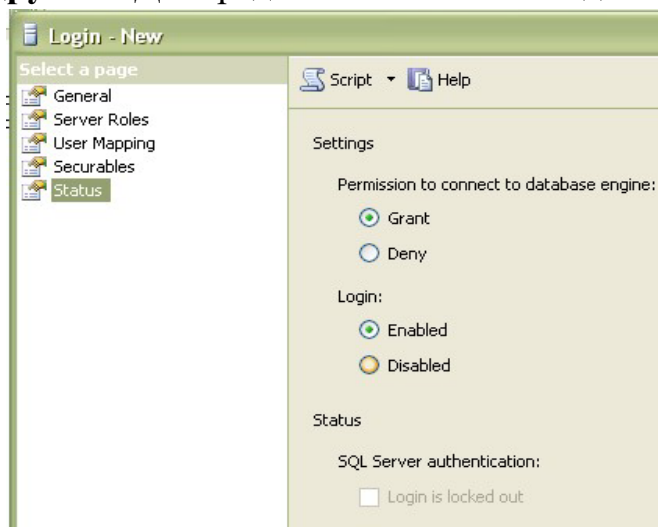 Login - New
Select a page
General
Server Roles
User Mapping
Securables
Status
Script Help
Settings
Permission to connect to database engine:
Grant
Deny
Login:
Enabled
Disabled
Status
SQL Server authentication:
Login is locked out